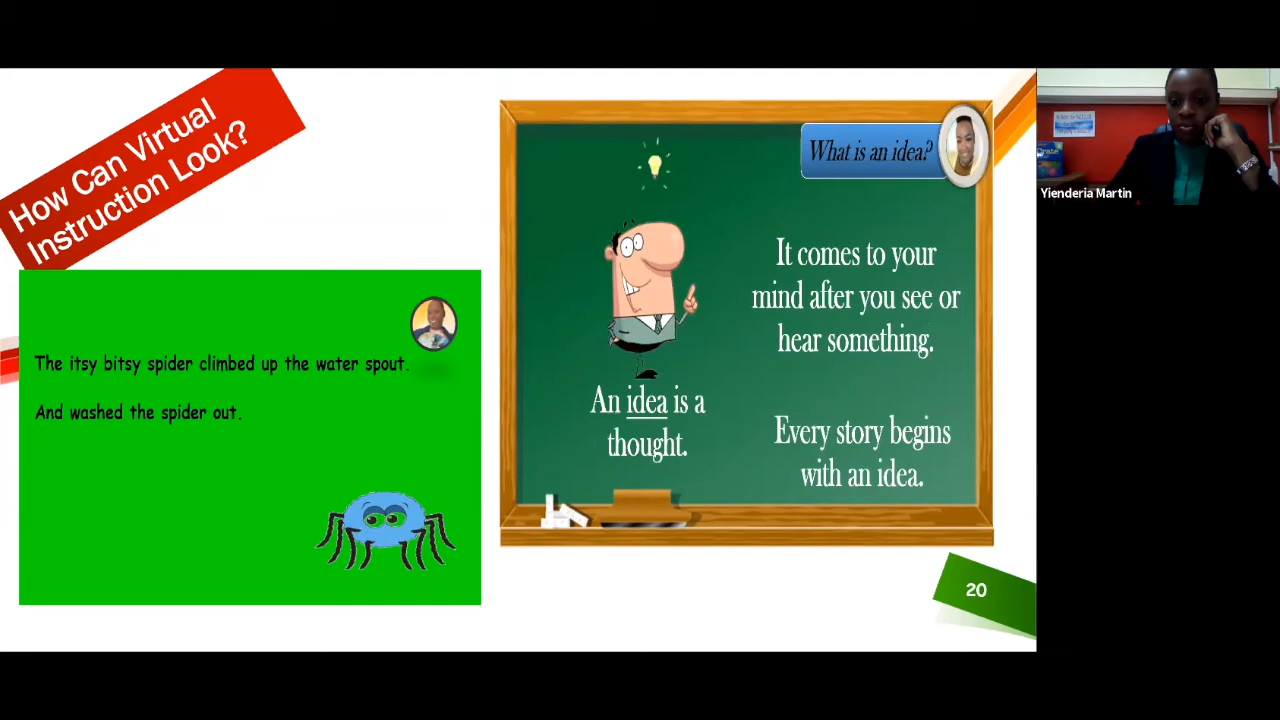 How Can Virtual
Instruction Look?
The itsy bitsy spider climbed up the water spout.
And washed the spider out.
What is an idea?
It comes to your
mind after you see or
hear something.
An idea is a
thought.
Every story begins
with an idea.
20
Yienderia Martin